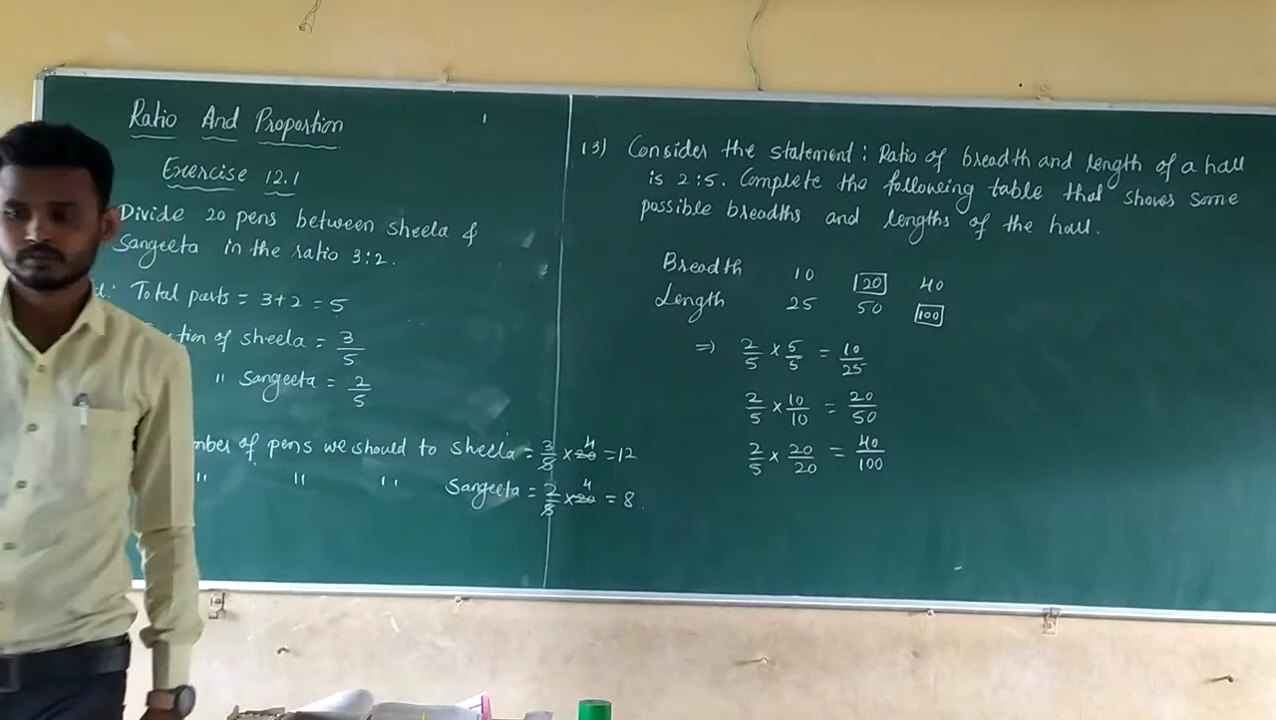 Ratio And Proportion
Exercise 12.1
Divide 20 pens between sheela &
Sangeeta in the ratio 3:2.
Total parts = 3+2 = 5
of sheela = 3/5
" Sangeeta = 2/5
of pens we should to sheela = 3/5 × 20 4 = 12
" " " Sangeeta = 2/5 × 20 4 = 8.
13) Consider the statement: Ratio of breadth and length of a hall
is 2:5. Complete the following table that shows some
possible breadths and lengths of the hall.
Breadth 10 20 40
Length 25 50 100
=) 2/5 × 5/5 = 10/25
2/5 × 10/10 = 20/50
2/5 × 20/20 = 40/100